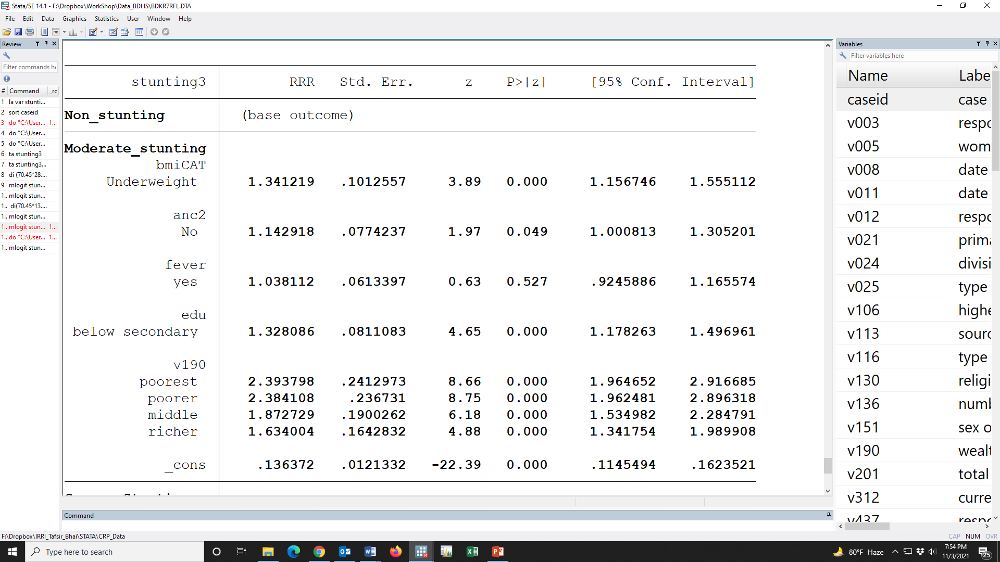 Stata/SE 14.1 - F:\Dropbox\WorkShop\Data_BDHS\BDKR7RFL.DTA
File Edit Data Graphics Statistics User Window Help
Review
Filter commands he
# Command _rc
1 la var stunti...
2 sort caseid
3 do "C:\User... 1...
4 do "C:\User...
5 do "C:\User...
6 ta stunting3
7 ta stunting3...
8 di (70.45*28....
9 mlogit stun...
1.. mlogit stun...
1.. di(70.45*13....
1.. mlogit stun...
1.. mlogit stun... 1...
1.. do "C:\User... 1...
1.. mlogit stun...
stunting3 RRR Std. Err. z P>|z| [95% Conf. Interval]
Non_stunting (base outcome)
Moderate_stunting
bmiCAT
Underweight 1.341219 .1012557 3.89 0.000 1.156746 1.555112
anc2
No 1.142918 .0774237 1.97 0.049 1.000813 1.305201
fever
yes 1.038112 .0613397 0.63 0.527 .9245886 1.165574
edu
below secondary 1.328086 .0811083 4.65 0.000 1.178263 1.496961
v190
poorest 2.393798 .2412973 8.66 0.000 1.964652 2.916685
poorer 2.384108 .236731 8.75 0.000 1.962481 2.896318
middle 1.872729 .1900262 6.18 0.000 1.534982 2.284791
richer 1.634004 .1642832 4.88 0.000 1.341754 1.989908
_cons .136372 .0121332 -22.39 0.000 .1145494 .1623521
Command
Variables
Filter variables here
Name Labe
caseid case
v003 respo
v005 wom
v008 date
v011 date
v012 respo
v021 prima
v024 divisi
v025 type
v106 highe
v113 sourc
v116 type
v130 religi
v136 numb
v151 sex o
v190 wealt
v201 total
v312 curre
v437 respo
F:\Dropbox\IRRI_Tafsir_Bhai\STATA\CRP_Data
CAP NUM OVR
Type here to search
14
80°F Haze
7:54 PM
11/3/2021
25